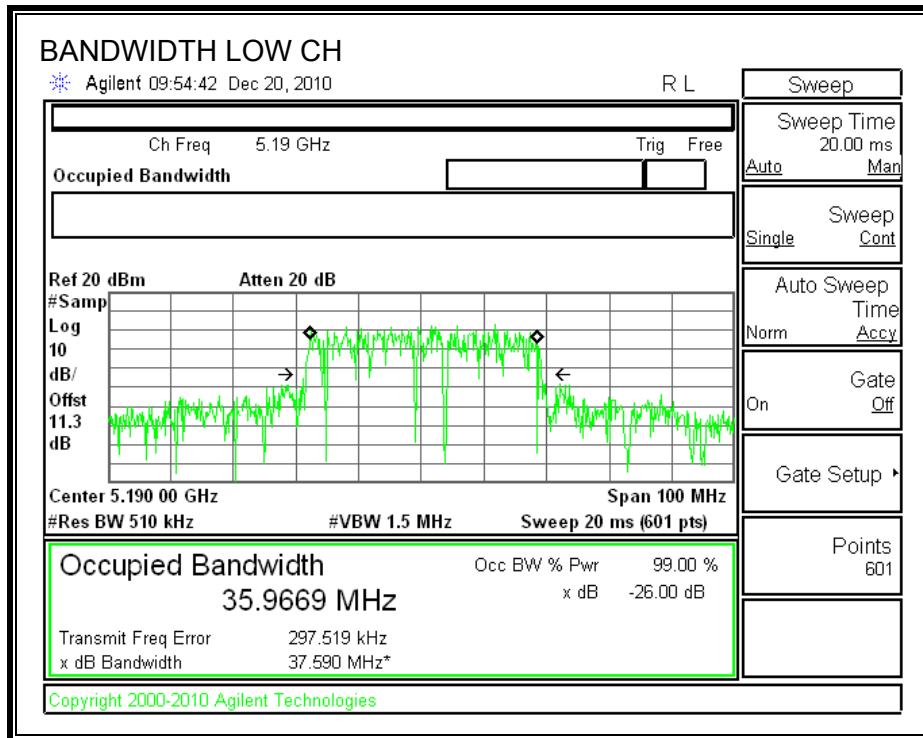 BANDWIDTH LOW CH
Agilent 09:54:42 Dec 20, 2010 R L
Ch Freq 5.19 GHz Trig Free
Occupied Bandwidth
Ref 20 dBm Atten 20 dB
#Samp
Log
10
dB/
Offst
11.3
dB
Center 5.190 00 GHz Span 100 MHz
#Res BW 510 kHz #VBW 1.5 MHz Sweep 20 ms (601 pts)
Occupied Bandwidth Occ BW % Pwr 99.00 %
35.9669 MHz x dB -26.00 dB
Transmit Freq Error 297.519 kHz
x dB Bandwidth 37.590 MHz*
Copyright 2000-2010 Agilent Technologies
Sweep
Sweep Time
20.00 ms
Auto Man
Sweep
Single Cont
Auto Sweep
Time
Norm Accy
Gate
On Off
Gate Setup
Points
601